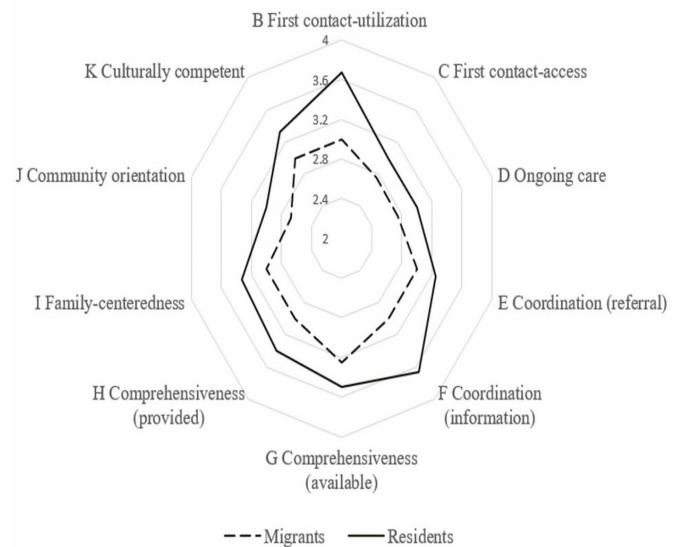 B First contact-utilization
4
K Culturally competent
3.6
C First contact-access
3.2
2.8
J Community orientation
D Ongoing care
2.4
2
I Family-centeredness
E Coordination (referral)
H Comprehensiveness
(provided)
F Coordination
(information)
G Comprehensiveness
(available)
Migrants
Residents